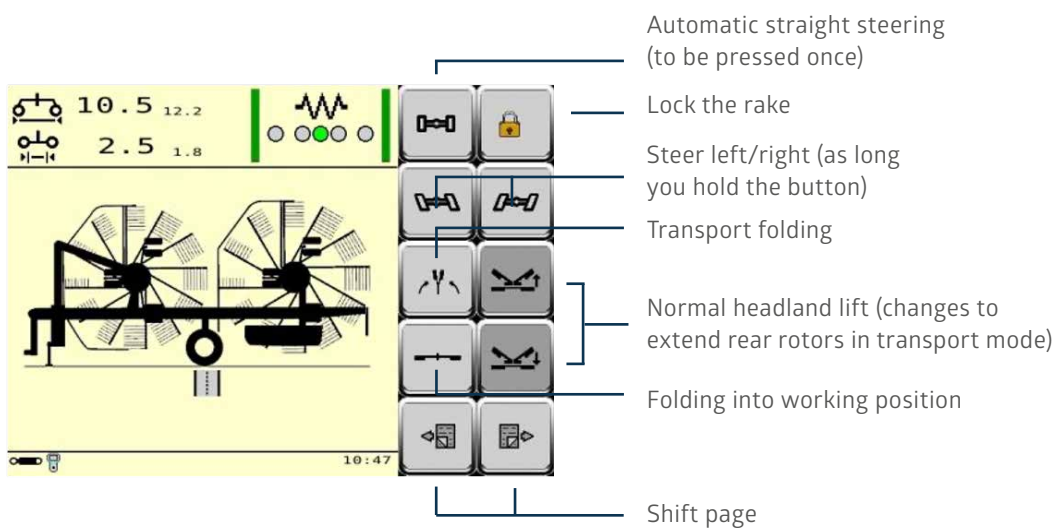 Automatic straight steering
(to be pressed once)
10.5 12.2
Lock the rake
2.5 1.8
Steer left/right (as long
you hold the button)
Transport folding
Normal headland lift (changes to
extend rear rotors in transport mode)
Folding into working position
10:47
Shift page